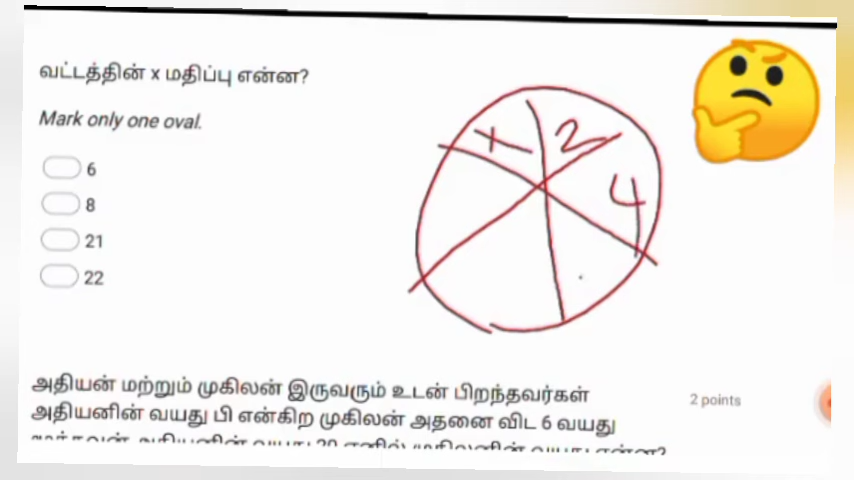 வட்டத்தின் x மதிப்பு என்ன?
Mark only one oval.
6
8
21
22
x 2
4
அதியன் மற்றும் முகிலன் இருவரும் உடன் பிறந்தவர்கள்
2 points
அதியனின் வயது பி என்கிற முகிலன் அதனை விட 6 வயது